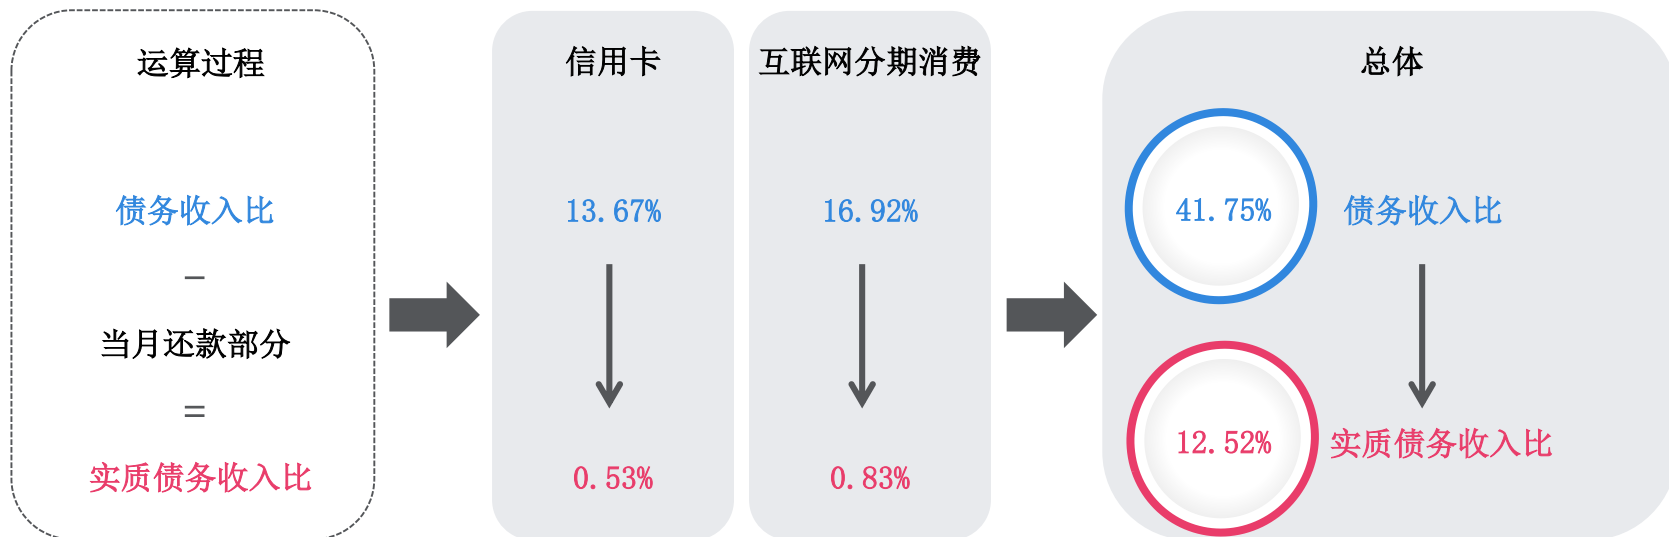 运算过程
债务收入比
—
当月还款部分
=
实质债务收入比
信用卡
13.67%
0.53%
互联网分期消费
16.92%
0.83%
总体
41.75%
债务收入比
12.52%
实质债务收入比